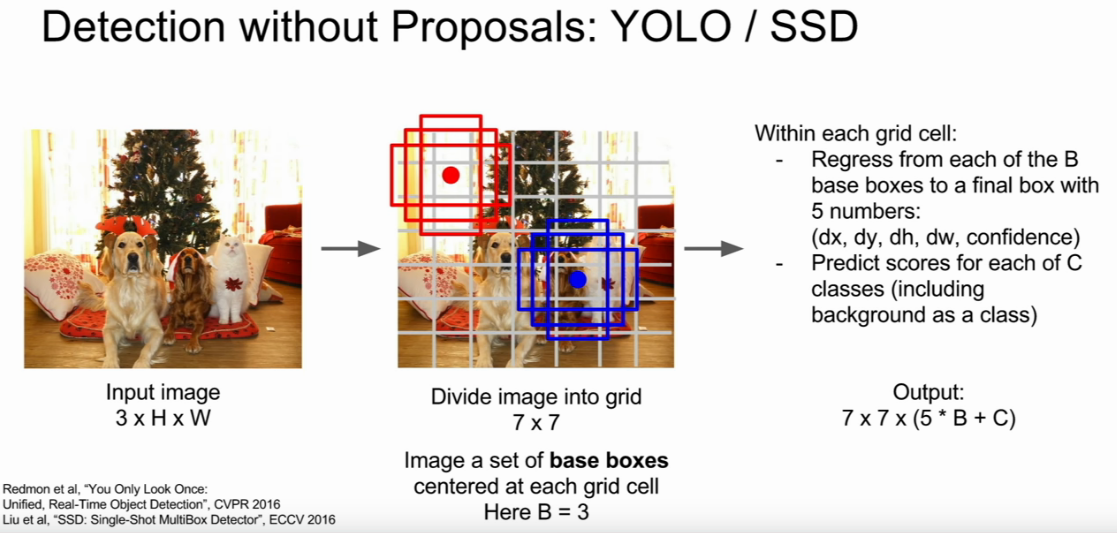 Detection without Proposals: YOLO / SSD
Input image
3 x H x W
Divide image into grid
7 x 7
Image a set of base boxes
centered at each grid cell
Here B = 3
Within each grid cell:
- Regress from each of the B
base boxes to a final box with
5 numbers:
(dx, dy, dh, dw, confidence)
- Predict scores for each of C
classes (including
background as a class)
Output:
7 x 7 x (5 * B + C)
Redmon et al, “You Only Look Once:
Unified, Real-Time Object Detection”, CVPR 2016
Liu et al, “SSD: Single-Shot MultiBox Detector”, ECCV 2016